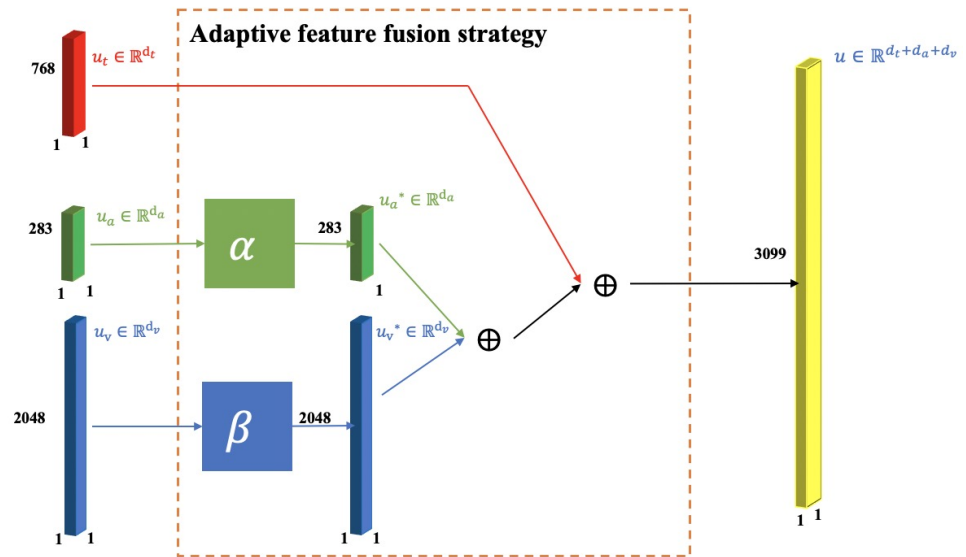 Adaptive feature fusion strategy
768
u_t ∈ ℝ^{d_t}
1 1
283
u_a ∈ ℝ^{d_a}
α
283
u_a* ∈ ℝ^{d_a}
1 1
1
2048
u_v ∈ ℝ^{d_v}
β
2048
u_v* ∈ ℝ^{d_v}
1 1
1 1
⊕
⊕
3099
u ∈ ℝ^{d_t+d_a+d_v}
1 1